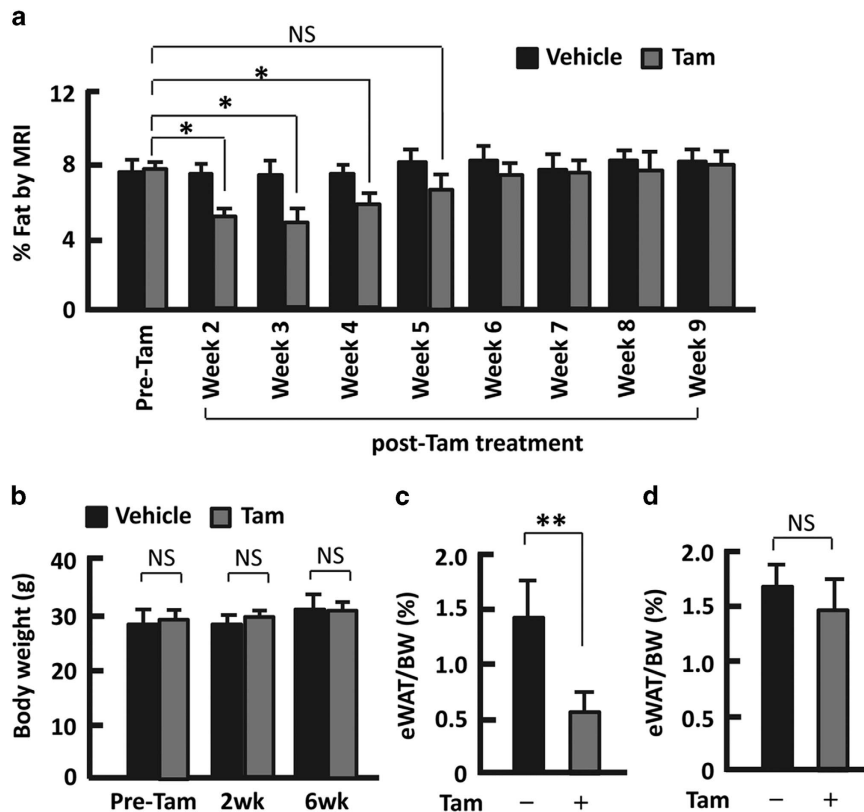 a
NS
Vehicle Tam
*
*
*
12
8
4
0
% Fat by MRI
Pre-Tam
Week 2
Week 3
Week 4
Week 5
Week 6
Week 7
Week 8
Week 9
post-Tam treatment
b
Vehicle Tam
NS NS NS
40
30
20
10
0
Body weight (g)
Pre-Tam 2wk 6wk
c
**
2.0
1.5
1.0
0.5
0
eWAT/BW (%)
Tam − +
d
NS
2.0
1.5
1.0
1.5
0
eWAT/BW (%)
Tam − +